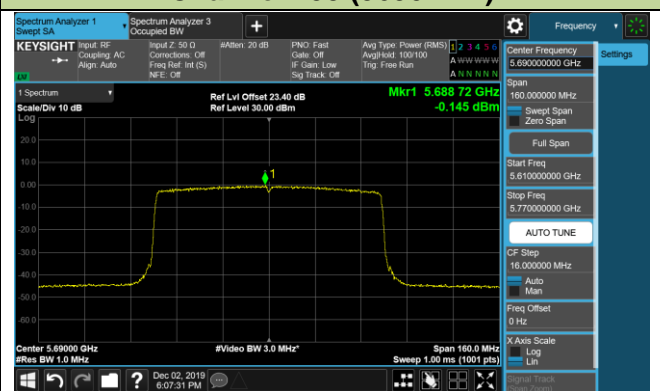 Spectrum Analyzer 1
Swept SA
Spectrum Analyzer 3
Occupied BW
+
Frequency
KEYSIGHT
Input: RF
Coupling: AC
Align: Auto
Input Z: 50 Ω
Corrections: Off
Freq Ref: Int (S)
NFE: Off
#Atten: 20 dB
PNO: Fast
Gate: Off
IF Gain: Low
Sig Track: Off
Avg Type: Power (RMS)
Avg|Hold: 100/100
Trig: Free Run
1 2 3 4 5 6
A W W W W W
A N N N N N
1 Spectrum
Scale/Div 10 dB
Log
Ref Lvl Offset 23.40 dB
Ref Level 30.00 dBm
Mkr1 5.688 72 GHz
-0.145 dBm
20.0
10.0
0.00
-10.0
-20.0
-30.0
-40.0
-50.0
-60.0
1
Center 5.69000 GHz
#Res BW 1.0 MHz
#Video BW 3.0 MHz*
Span 160.0 MHz
Sweep 1.00 ms (1001 pts)
Center Frequency
5.690000000 GHz
Settings
Span
160.000000 MHz
Swept Span
Zero Span
Full Span
Start Freq
5.610000000 GHz
Stop Freq
5.770000000 GHz
AUTO TUNE
CF Step
16.000000 MHz
Auto
Man
Freq Offset
0 Hz
X Axis Scale
Log
Lin
Signal Track
(Span Zoom)
?
Dec 02, 2019
6:07:31 PM